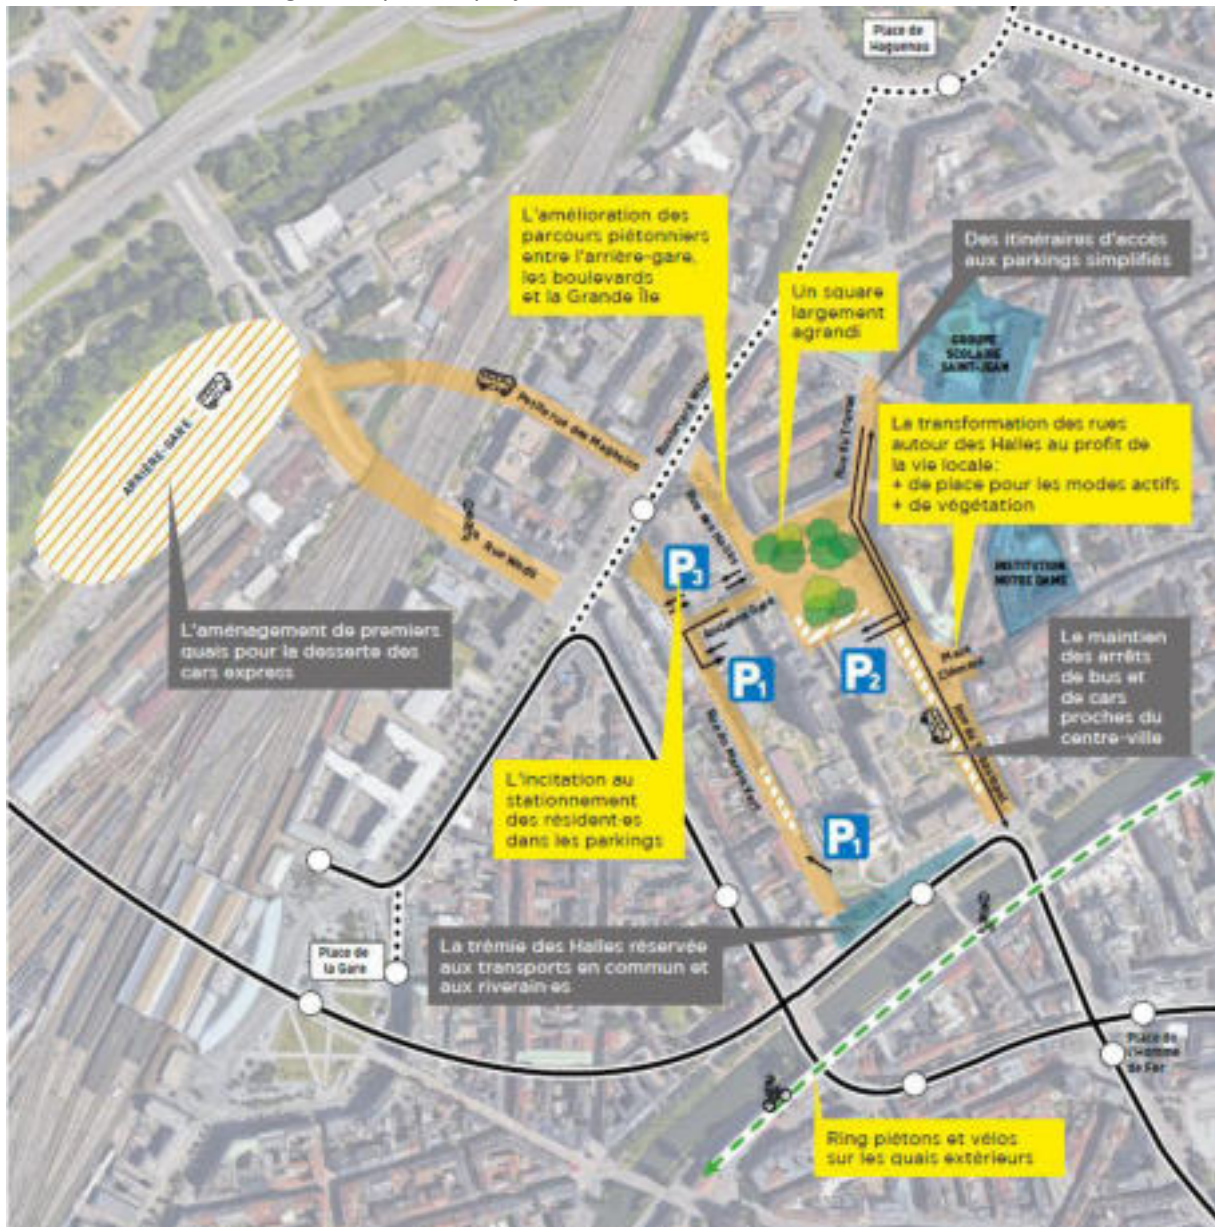 Place de
Haguenau
L'amélioration des
parcours piétonniers
entre l'arrière-gare,
les boulevards
et la Grande Île
Des itinéraires d'accès
aux parkings simplifiés
Un square
largement
agrandi
GROUPE
SCOLAIRE
SAINT-JEAN
La transformation des rues
autour des Halles au profit de
la vie locale:
+ de place pour les modes actifs
+ de végétation
ARRIÈRE-GARE
Petite rue des Magasins
Boulevard
Rue du Travail
Rue des Halles
Rue Wodli
INSTITUTION
NOTRE DAME
P3
L'aménagement de premiers
quais pour la desserte des
cars express
P1
P2
Le maintien
des arrêts
de bus et
de cars
proches du
centre-ville
Rue du Marais Vert
L'incitation au
stationnement
des résident·es
dans les parkings
P1
La trémie des Halles réservée
aux transports en commun et
aux riverain·es
Place de
la Gare
Place de
l'Homme
de Fer
Ring piétons et vélos
sur les quais extérieurs